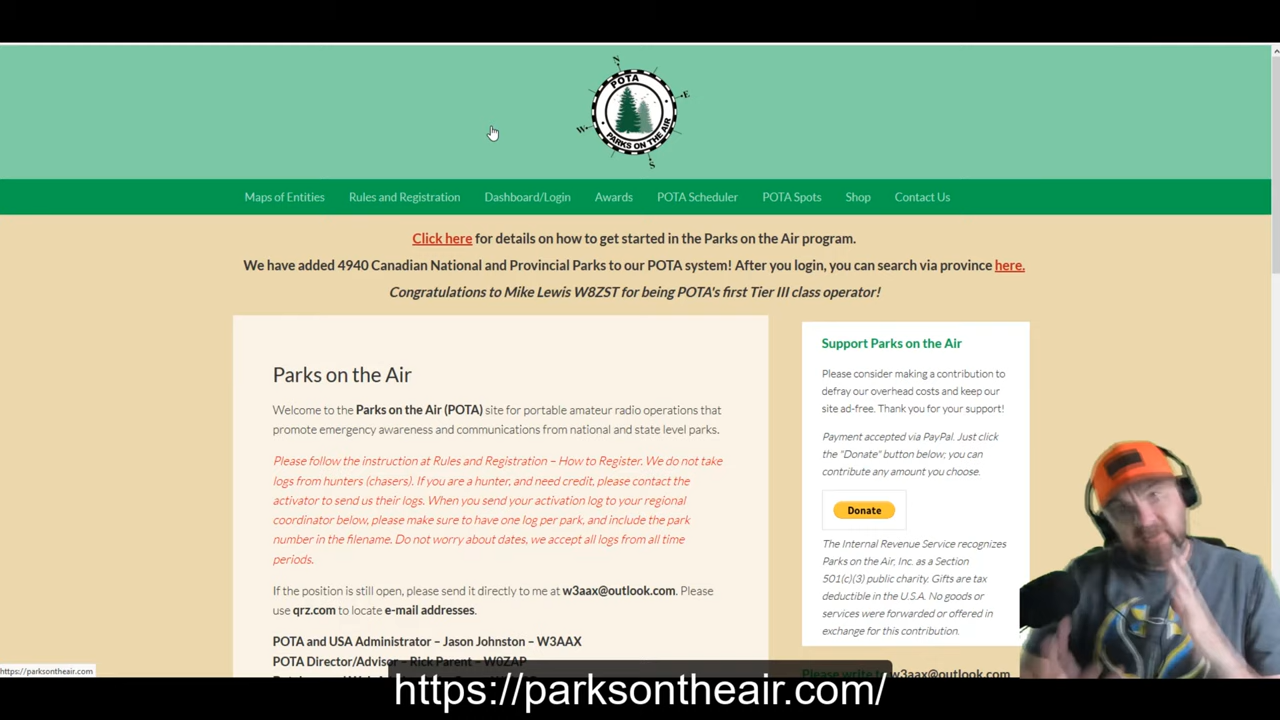 N
POTA
E
W
PARKS ON THE AIR
S
Maps of Entities Rules and Registration Dashboard/Login Awards POTA Scheduler POTA Spots Shop Contact Us
Click here for details on how to get started in the Parks on the Air program.
We have added 4940 Canadian National and Provincial Parks to our POTA system! After you login, you can search via province here.
Congratulations to Mike Lewis W8ZST for being POTA's first Tier III class operator!
Parks on the Air
Welcome to the Parks on the Air (POTA) site for portable amateur radio operations that
promote emergency awareness and communications from national and state level parks.
Please follow the instruction at Rules and Registration – How to Register. We do not take
logs from hunters (chasers). If you are a hunter, and need credit, please contact the
activator to send us their logs. When you send your activation log to your regional
coordinator below, please make sure to have one log per park, and include the park
number in the filename. Do not worry about dates, we accept all logs from all time
periods.
If the position is still open, please send it directly to me at w3aax@outlook.com. Please
use qrz.com to locate e-mail addresses.
POTA and USA Administrator – Jason Johnston – W3AAX
POTA Director/Advisor – Rick Parent – W0ZAP
Support Parks on the Air
Please consider making a contribution to
defray our overhead costs and keep our
site ad-free. Thank you for your support!
Payment accepted via PayPal. Just click
the "Donate" button below; you can
contribute any amount you choose.
Donate
The Internal Revenue Service recognizes
Parks on the Air, Inc. as a Section
501(c)(3) public charity. Gifts are tax
deductible in the U.S.A. No goods or
services were forwarded or offered in
exchange for this contribution.
Please write to w3aax@outlook.com
https://parksontheair.com
https://parksontheair.com/